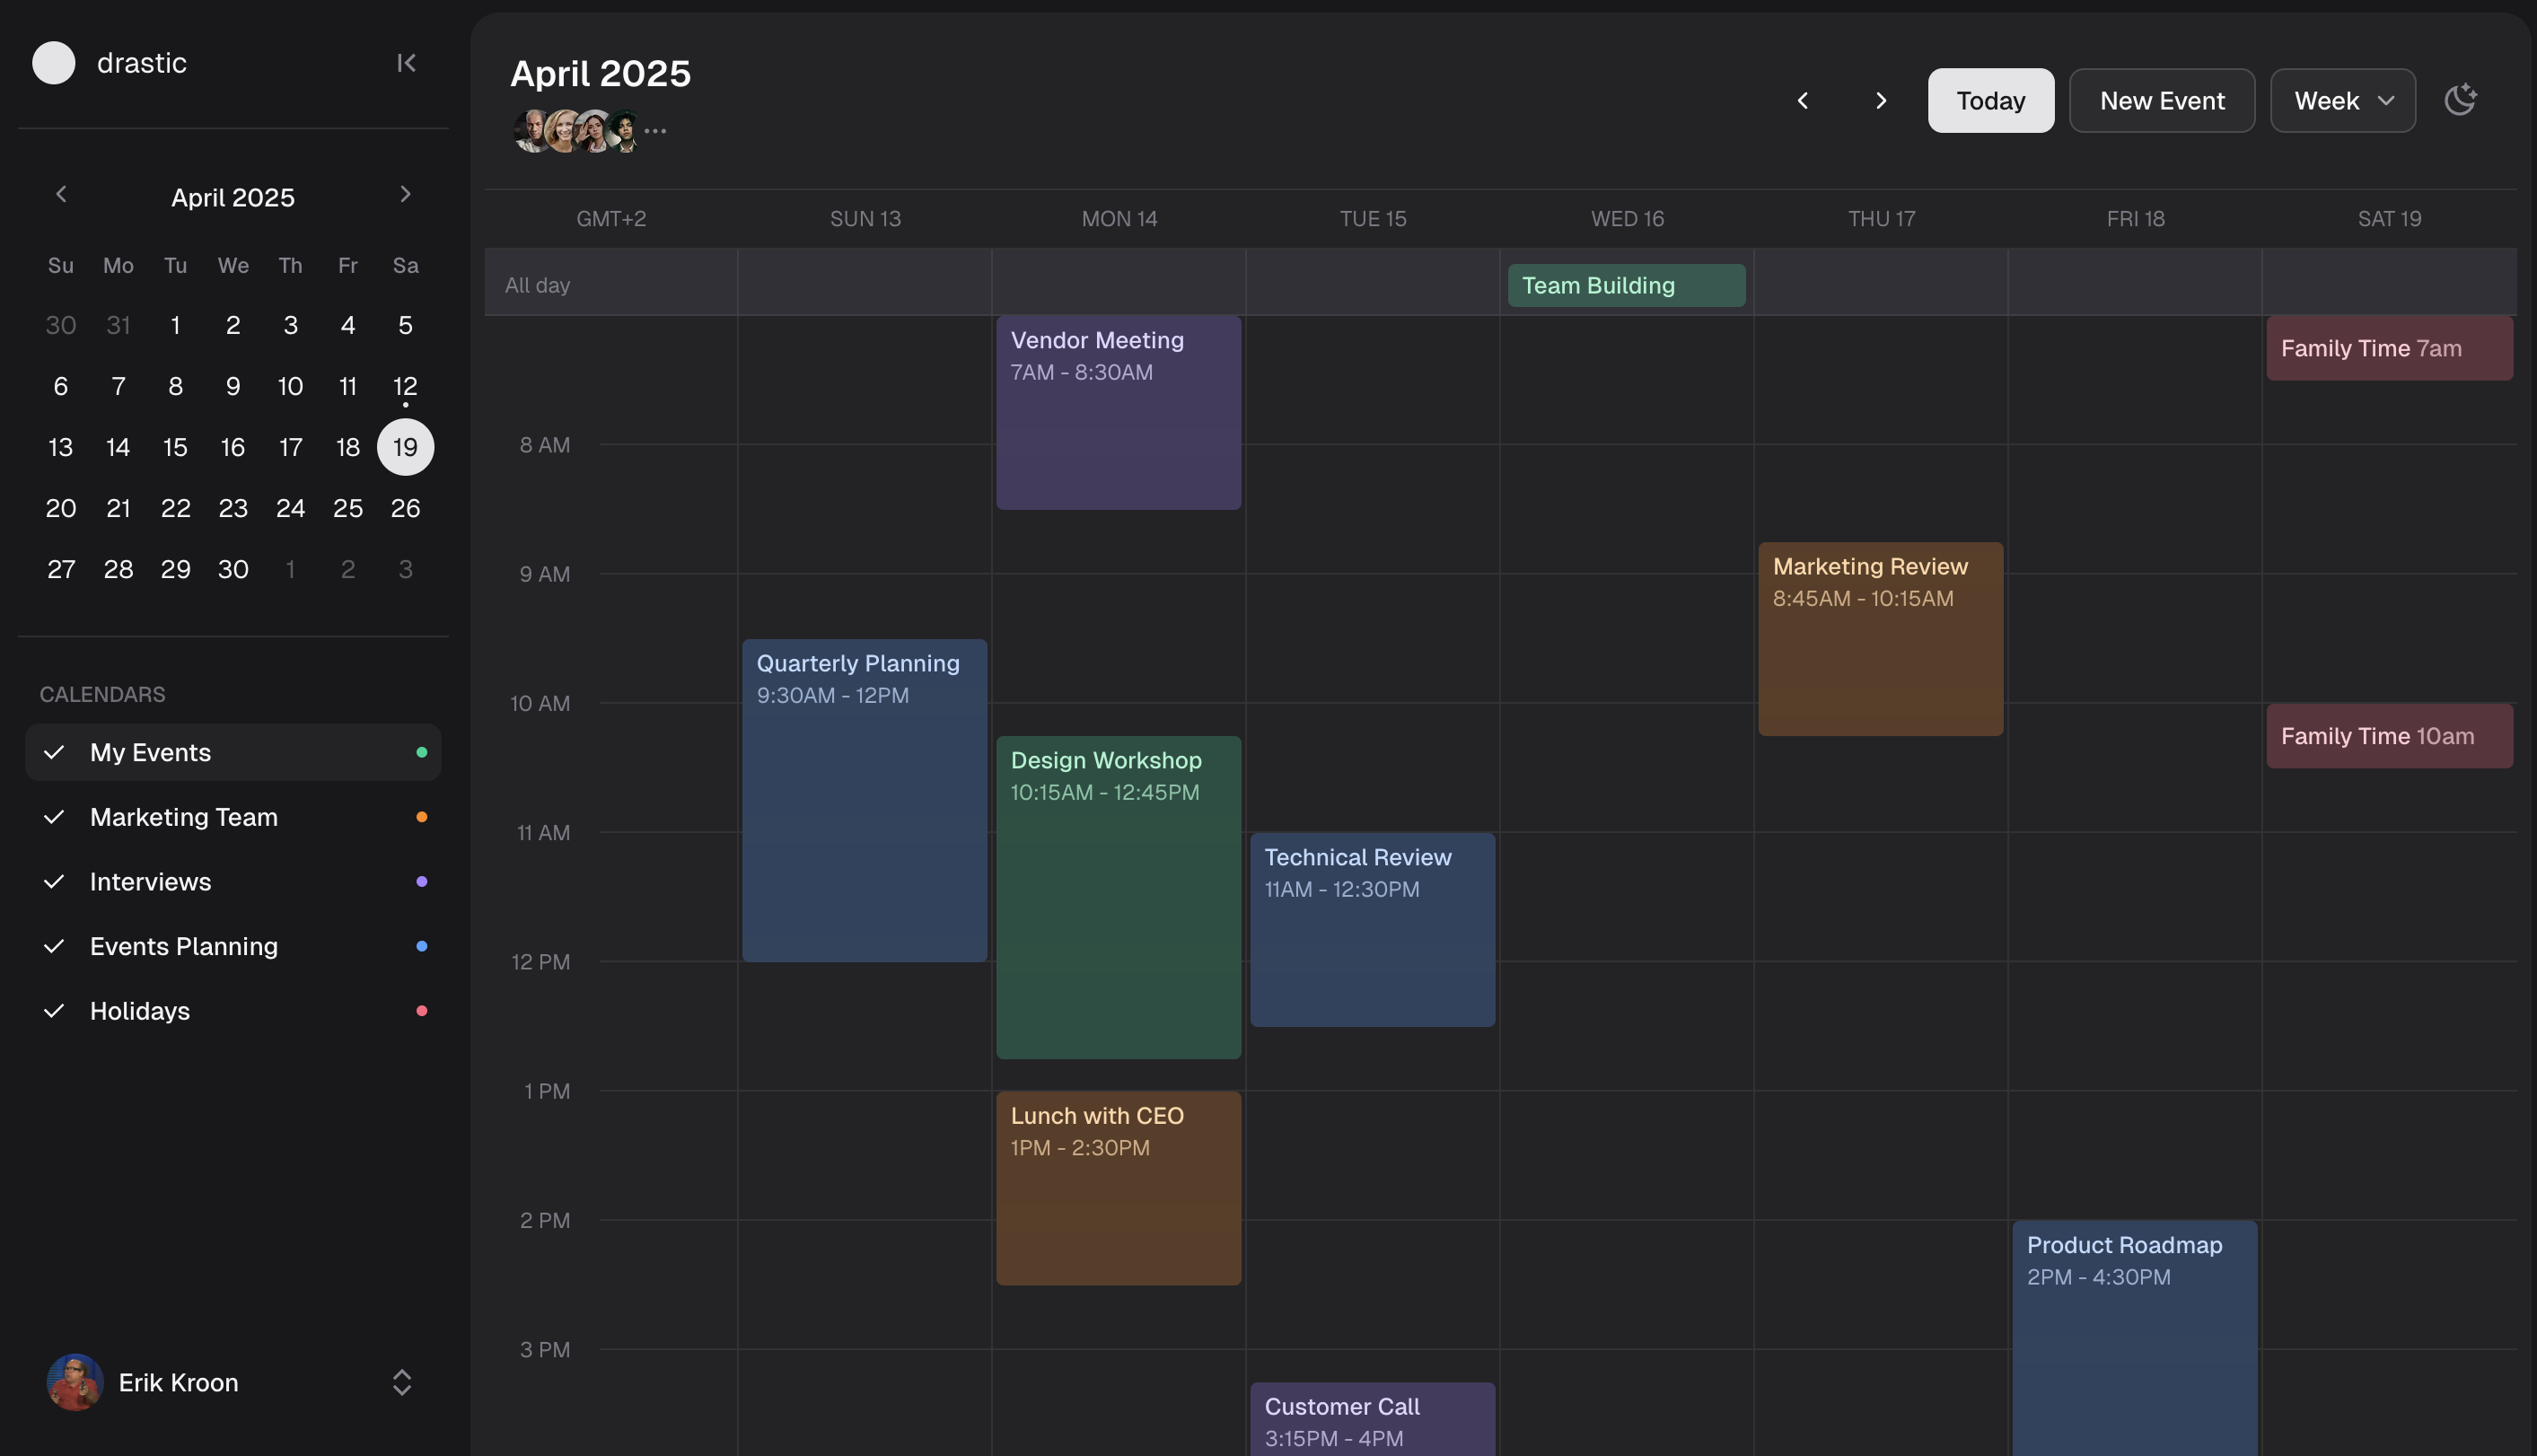 drastic
April 2025
Su Mo Tu We Th Fr Sa
30 31 1 2 3 4 5
6 7 8 9 10 11 12
13 14 15 16 17 18 19
20 21 22 23 24 25 26
27 28 29 30 1 2 3
CALENDARS
My Events
Marketing Team
Interviews
Events Planning
Holidays
Erik Kroon
April 2025
Today
New Event
Week
GMT+2 SUN 13 MON 14 TUE 15 WED 16 THU 17 FRI 18 SAT 19
All day
Team Building
Vendor Meeting
7AM - 8:30AM
Family Time 7am
8 AM
Marketing Review
8:45AM - 10:15AM
9 AM
Quarterly Planning
9:30AM - 12PM
10 AM
Family Time 10am
Design Workshop
10:15AM - 12:45PM
11 AM
Technical Review
11AM - 12:30PM
12 PM
1 PM
Lunch with CEO
1PM - 2:30PM
2 PM
Product Roadmap
2PM - 4:30PM
3 PM
Customer Call
3:15PM - 4PM